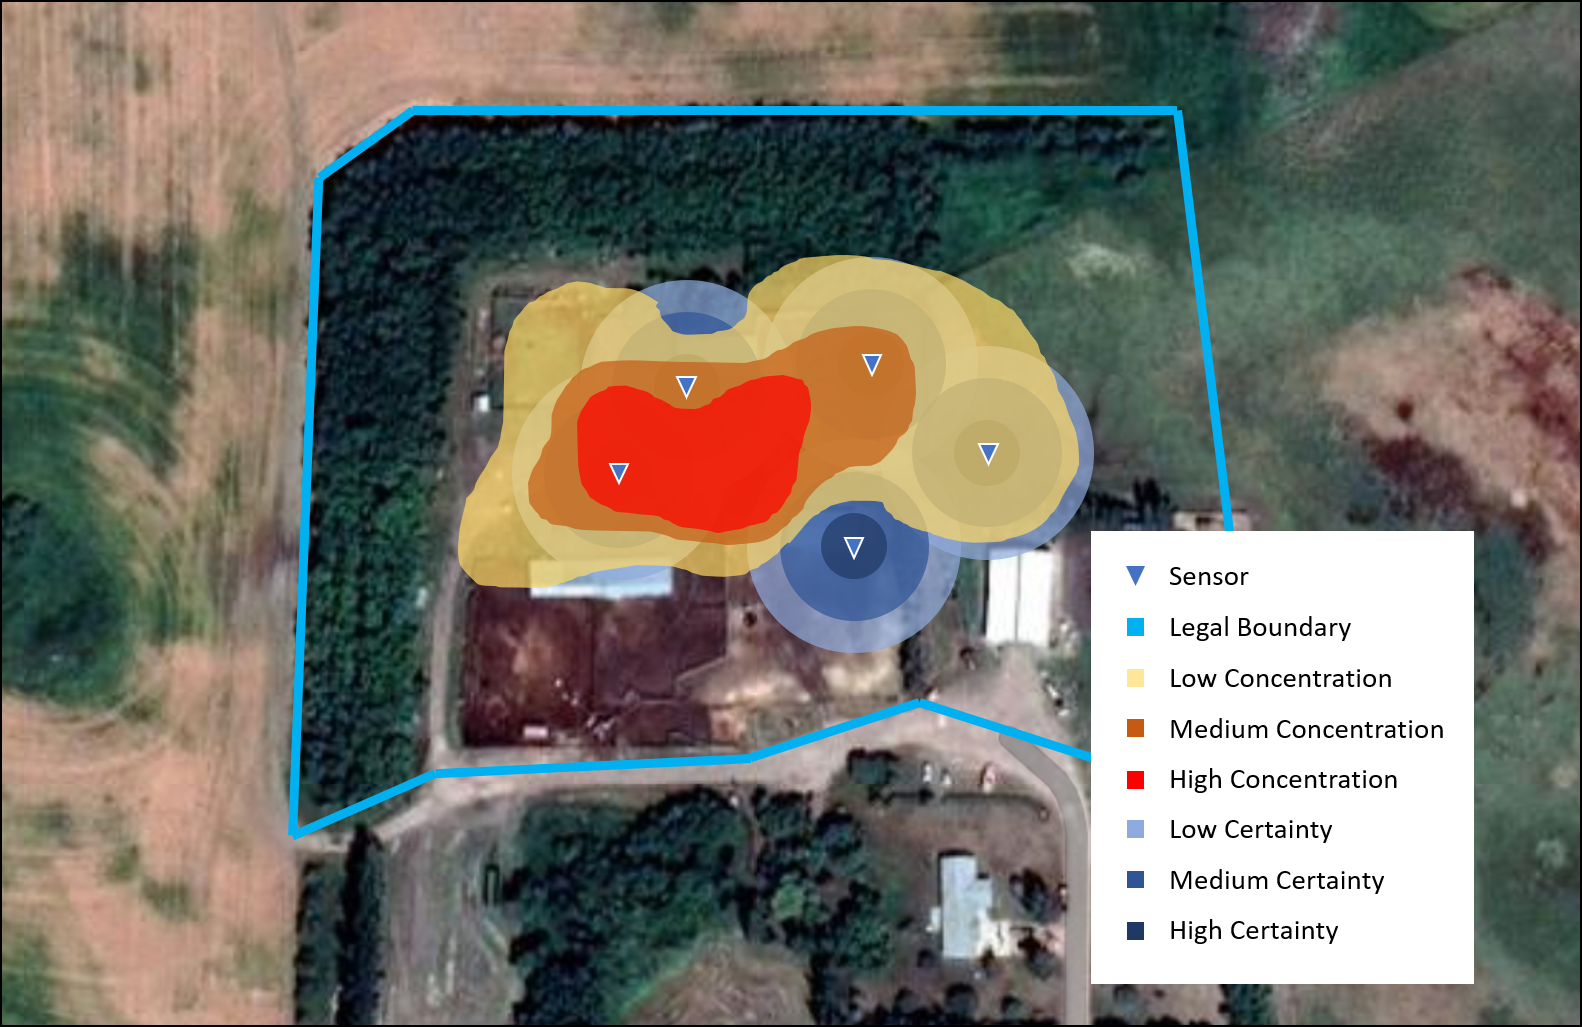 Sensor
Legal Boundary
Low Concentration
Medium Concentration
High Concentration
Low Certainty
Medium Certainty
High Certainty